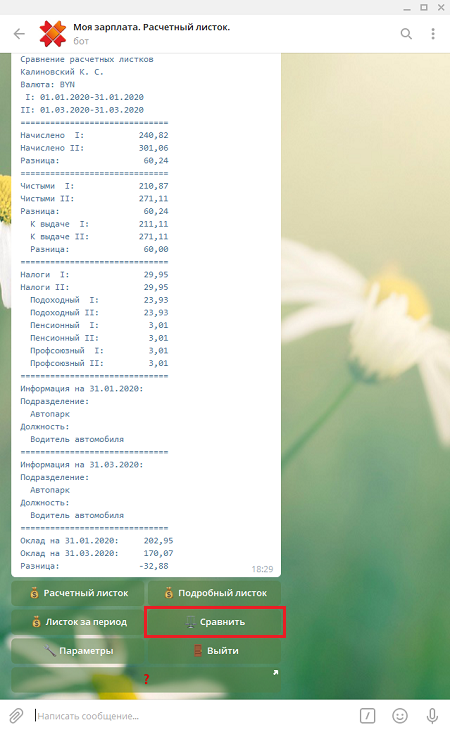 Моя зарплата. Расчетный листок.
бот
Сравнение расчетных листков
Калиновский К. С.
Валюта: BYN
I: 01.01.2020-31.01.2020
II: 01.03.2020-31.03.2020
==============================
Начислено I: 240,82
Начислено II: 301,06
Разница: 60,24
==============================
Чистыми I: 210,87
Чистыми II: 271,11
Разница: 60,24
К выдаче I: 211,11
К выдаче II: 271,11
Разница: 60,00
==============================
Налоги I: 29,95
Налоги II: 29,95
Подоходный I: 23,93
Подоходный II: 23,93
Пенсионный I: 3,01
Пенсионный II: 3,01
Профсоюзный I: 3,01
Профсоюзный II: 3,01
==============================
Информация на 31.01.2020:
Подразделение:
Автопарк
Должность:
Водитель автомобиля
==============================
Информация на 31.03.2020:
Подразделение:
Автопарк
Должность:
Водитель автомобиля
==============================
Оклад на 31.01.2020: 202,95
Оклад на 31.03.2020: 170,07
Разница: -32,88
18:29
Расчетный листок Подробный листок
Листок за период Сравнить
Параметры Выйти
?
Написать сообщение...